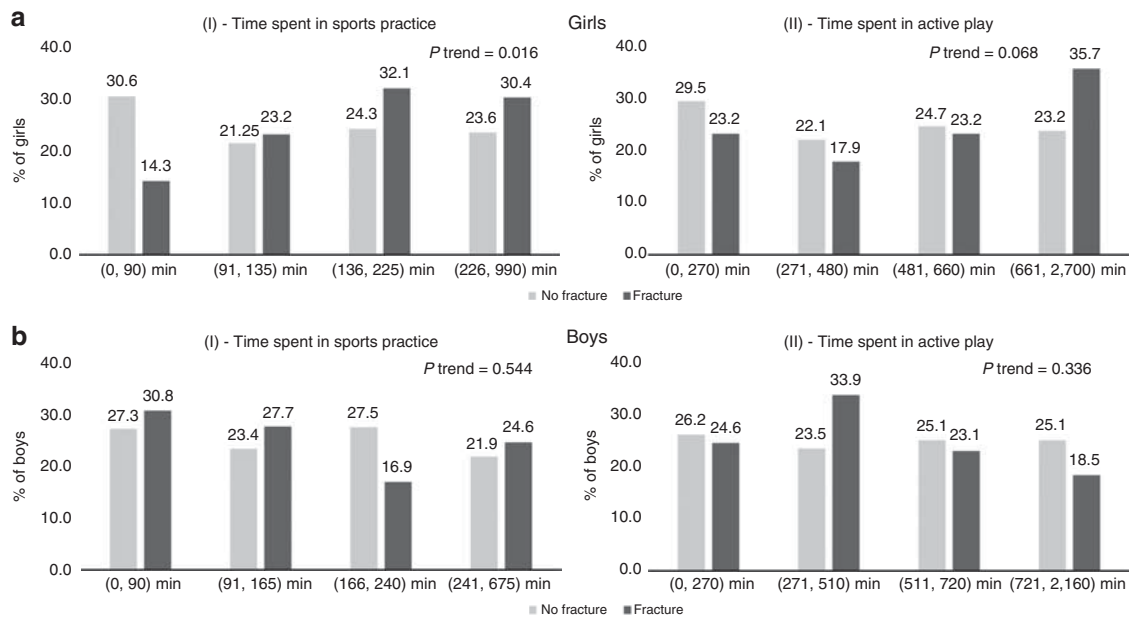 a
(I) - Time spent in sports practice
Girls
(II) - Time spent in active play
P trend = 0.016
P trend = 0.068
% of girls
40.0
30.0
20.0
10.0
0.0
30.6
14.3
21.25
23.2
24.3
32.1
23.6
30.4
(0, 90) min
(91, 135) min
(136, 225) min
(226, 990) min
% of girls
40.0
30.0
20.0
10.0
0.0
29.5
23.2
22.1
17.9
24.7
23.2
23.2
35.7
(0, 270) min
(271, 480) min
(481, 660) min
(661, 2,700) min
No fracture Fracture
b
(I) - Time spent in sports practice
Boys
(II) - Time spent in active play
P trend = 0.544
P trend = 0.336
% of boys
40.0
30.0
20.0
10.0
0.0
27.3
30.8
23.4
27.7
27.5
16.9
21.9
24.6
(0, 90) min
(91, 165) min
(166, 240) min
(241, 675) min
% of boys
40.0
30.0
20.0
10.0
0.0
26.2
24.6
23.5
33.9
25.1
23.1
25.1
18.5
(0, 270) min
(271, 510) min
(511, 720) min
(721, 2,160) min
No fracture Fracture